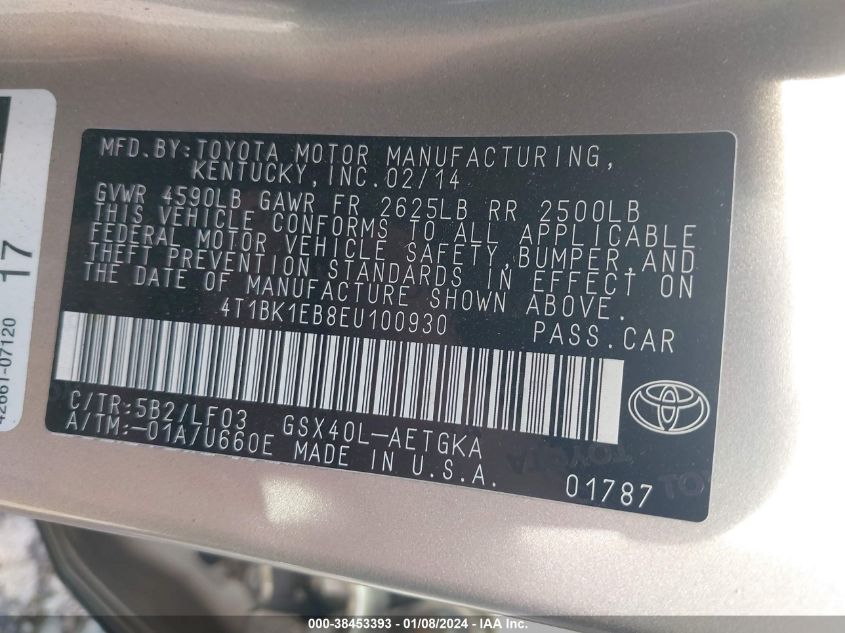 MFD.BY:TOYOTA MOTOR MANUFACTURING,
KENTUCKY,INC.02/14
GVWR 4590LB GAWR FR 2625LB RR 2500LB
THIS VEHICLE CONFORMS TO ALL APPLICABLE
FEDERAL MOTOR VEHICLE SAFETY,BUMPER,AND
THEFT PREVENTION STANDARDS IN EFFECT ON
THE DATE OF MANUFACTURE SHOWN ABOVE.
4T1BK1EB8EU100930 PASS.CAR
C/TR:5B2/LF03 GSX40L-AETGKA
A/TM:-01A/U660E MADE IN U.S.A.
01787
17
42661-07120
000-38453393 - 01/08/2024 - IAA Inc.